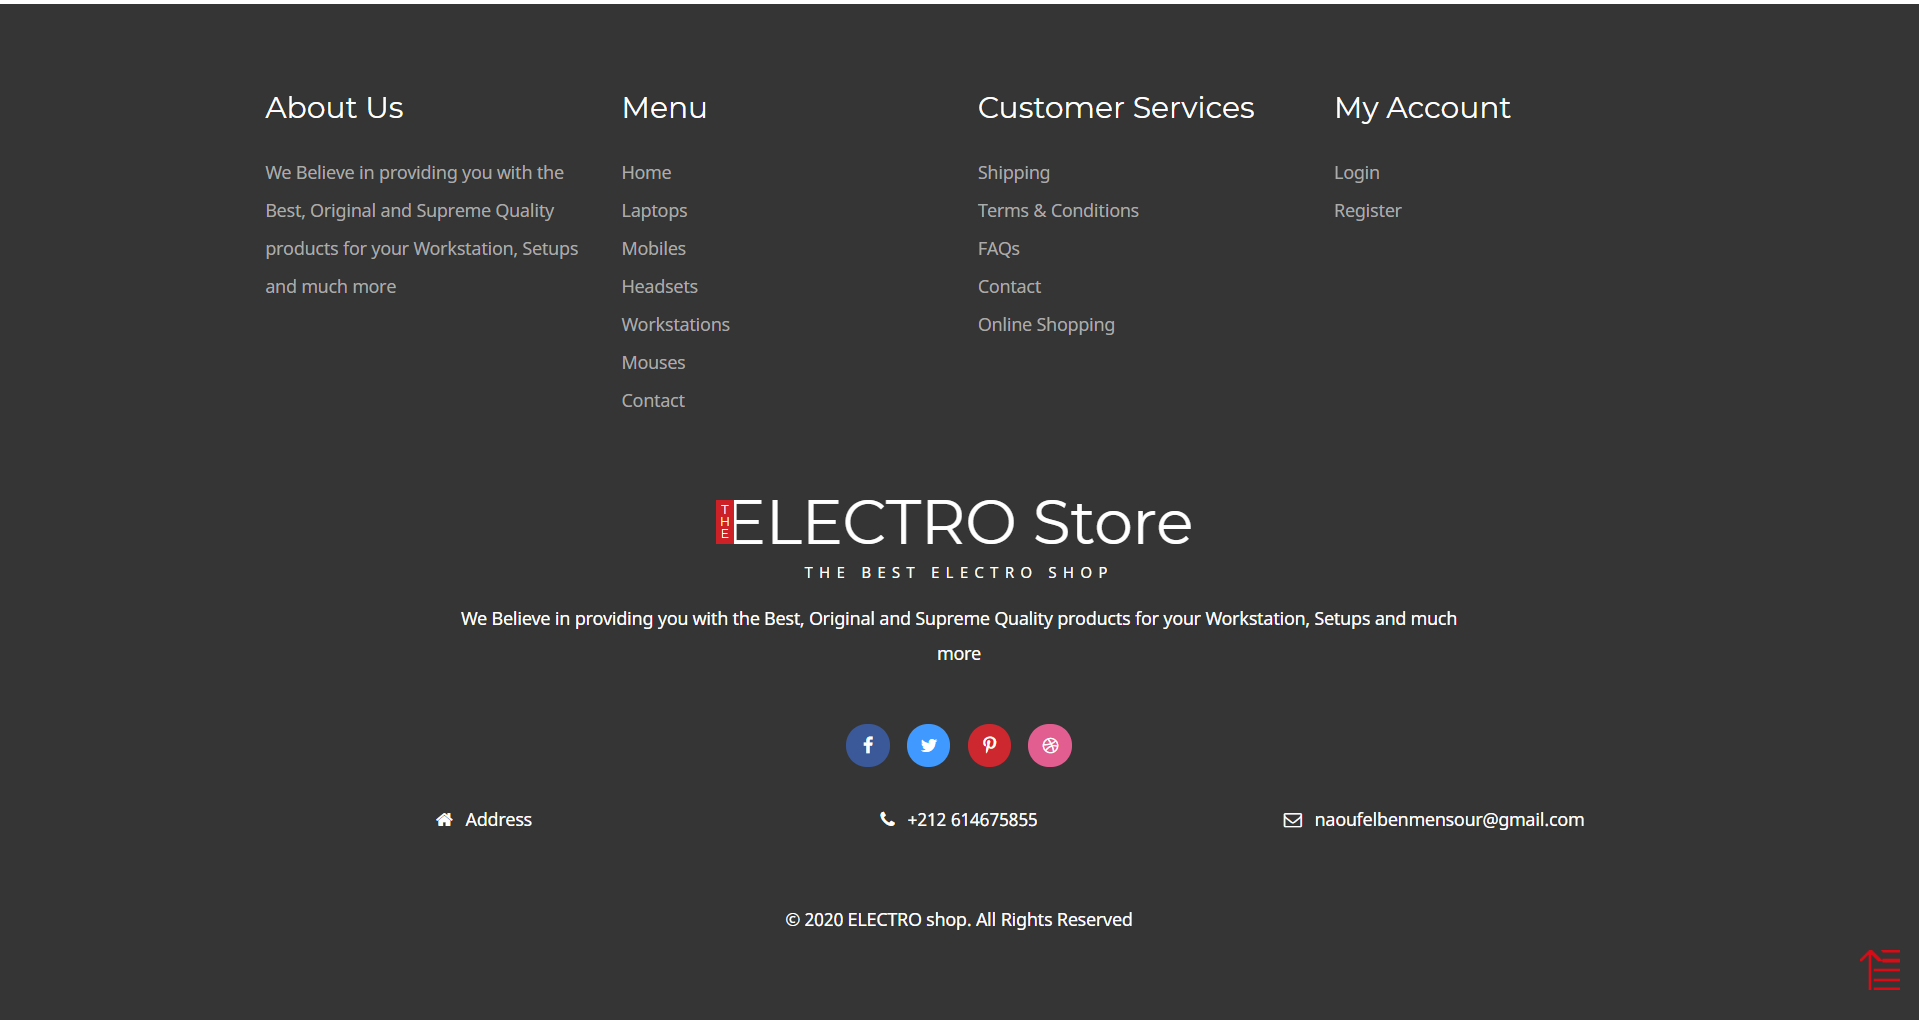 About Us
We Believe in providing you with the
Best, Original and Supreme Quality
products for your Workstation, Setups
and much more
Menu
Home
Laptops
Mobiles
Headsets
Workstations
Mouses
Contact
Customer Services
Shipping
Terms & Conditions
FAQs
Contact
Online Shopping
My Account
Login
Register
THE
ELECTRO Store
THE BEST ELECTRO SHOP
We Believe in providing you with the Best, Original and Supreme Quality products for your Workstation, Setups and much
more
Address
+212 614675855
naoufelbenmensour@gmail.com
© 2020 ELECTRO shop. All Rights Reserved